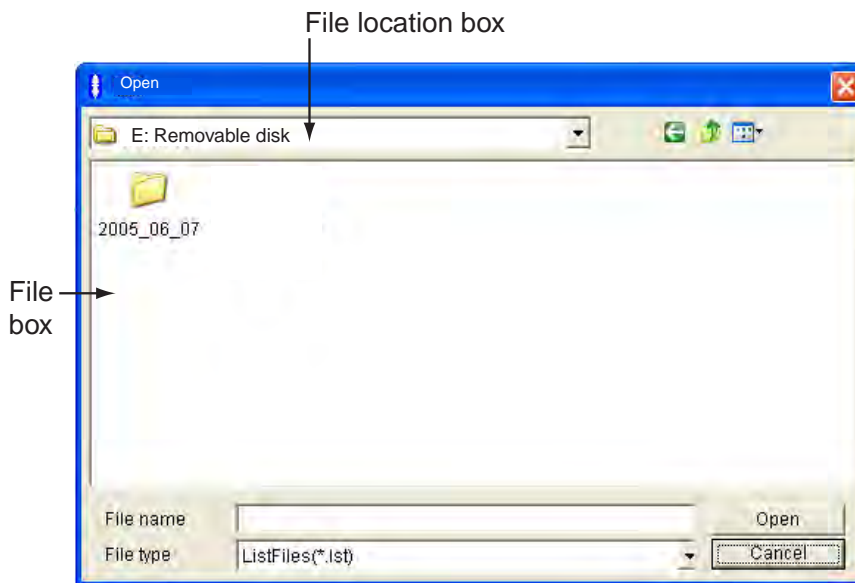 File location box
Open
E: Removable disk
2005_06_07
File
box
File name
Open
File type
ListFiles(*.lst)
Cancel